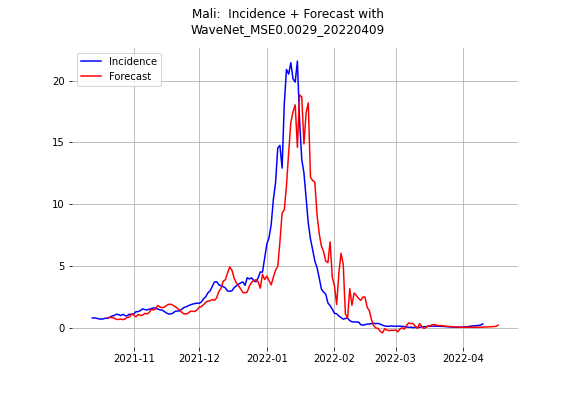 Mali:  Incidence + Forecast with
WaveNet_MSE0.0029_20220409
Incidence
Forecast
20
15
10
5
0
2021-11 2021-12 2022-01 2022-02 2022-03 2022-04